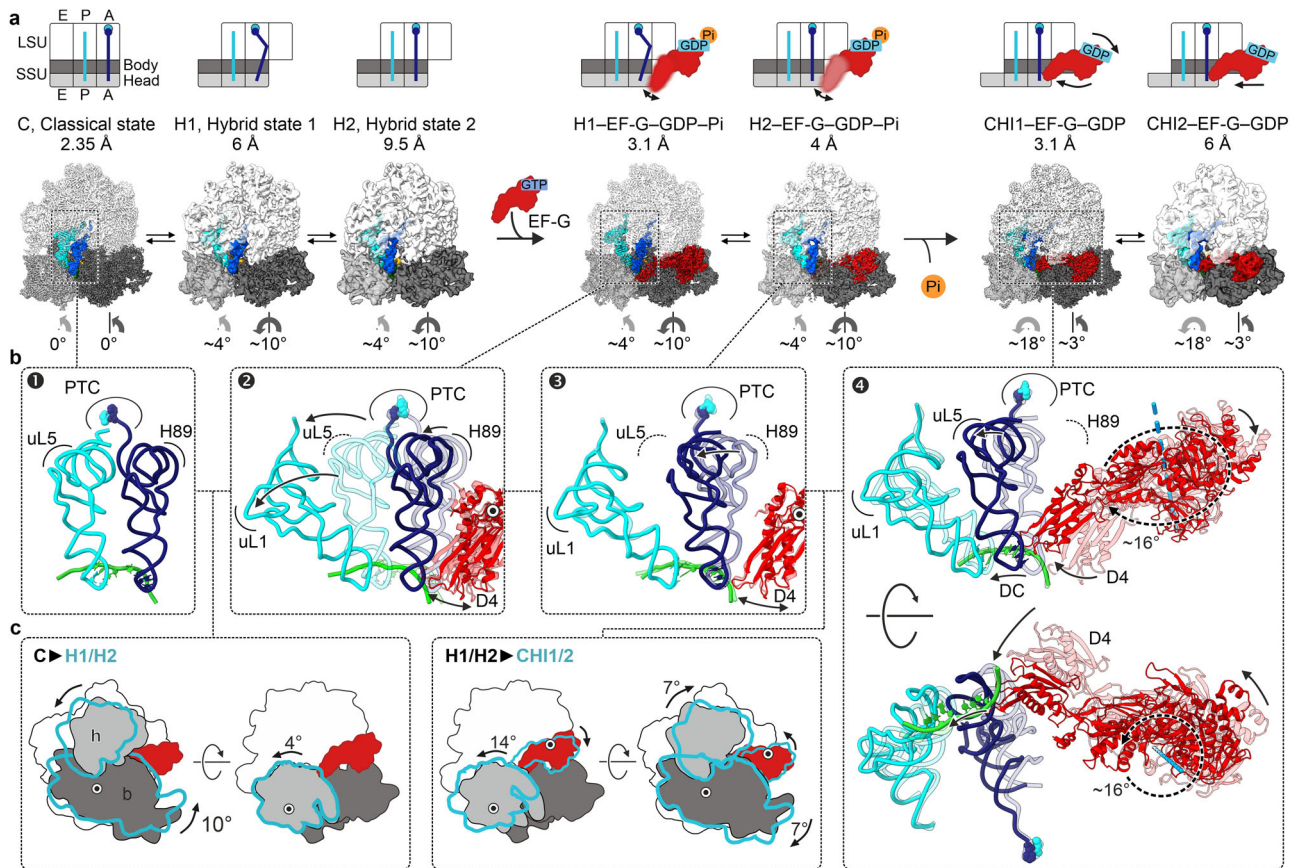 a
E P A
LSU
SSU
Body
Head
E P A
C, Classical state
2.35 Å
H1, Hybrid state 1
6 Å
H2, Hybrid state 2
9.5 Å
GTP
EF-G
GDP
Pi
H1–EF-G–GDP–Pi
3.1 Å
GDP
Pi
H2–EF-G–GDP–Pi
4 Å
Pi
GDP
CHI1–EF-G–GDP
3.1 Å
GDP
CHI2–EF-G–GDP
6 Å
0° 0°
~4° ~10°
~4° ~10°
~4° ~10°
~4° ~10°
~18° ~3°
~18° ~3°
b
1
PTC
uL5
H89
2
PTC
uL5
H89
uL1
D4
3
PTC
uL5
H89
uL1
D4
4
PTC
uL5
H89
uL1
~16°
DC
D4
D4
~16°
c
C ▶ H1/H2
h
b
10°
4°
H1/H2 ▶ CHI1/2
14°
7°
7°